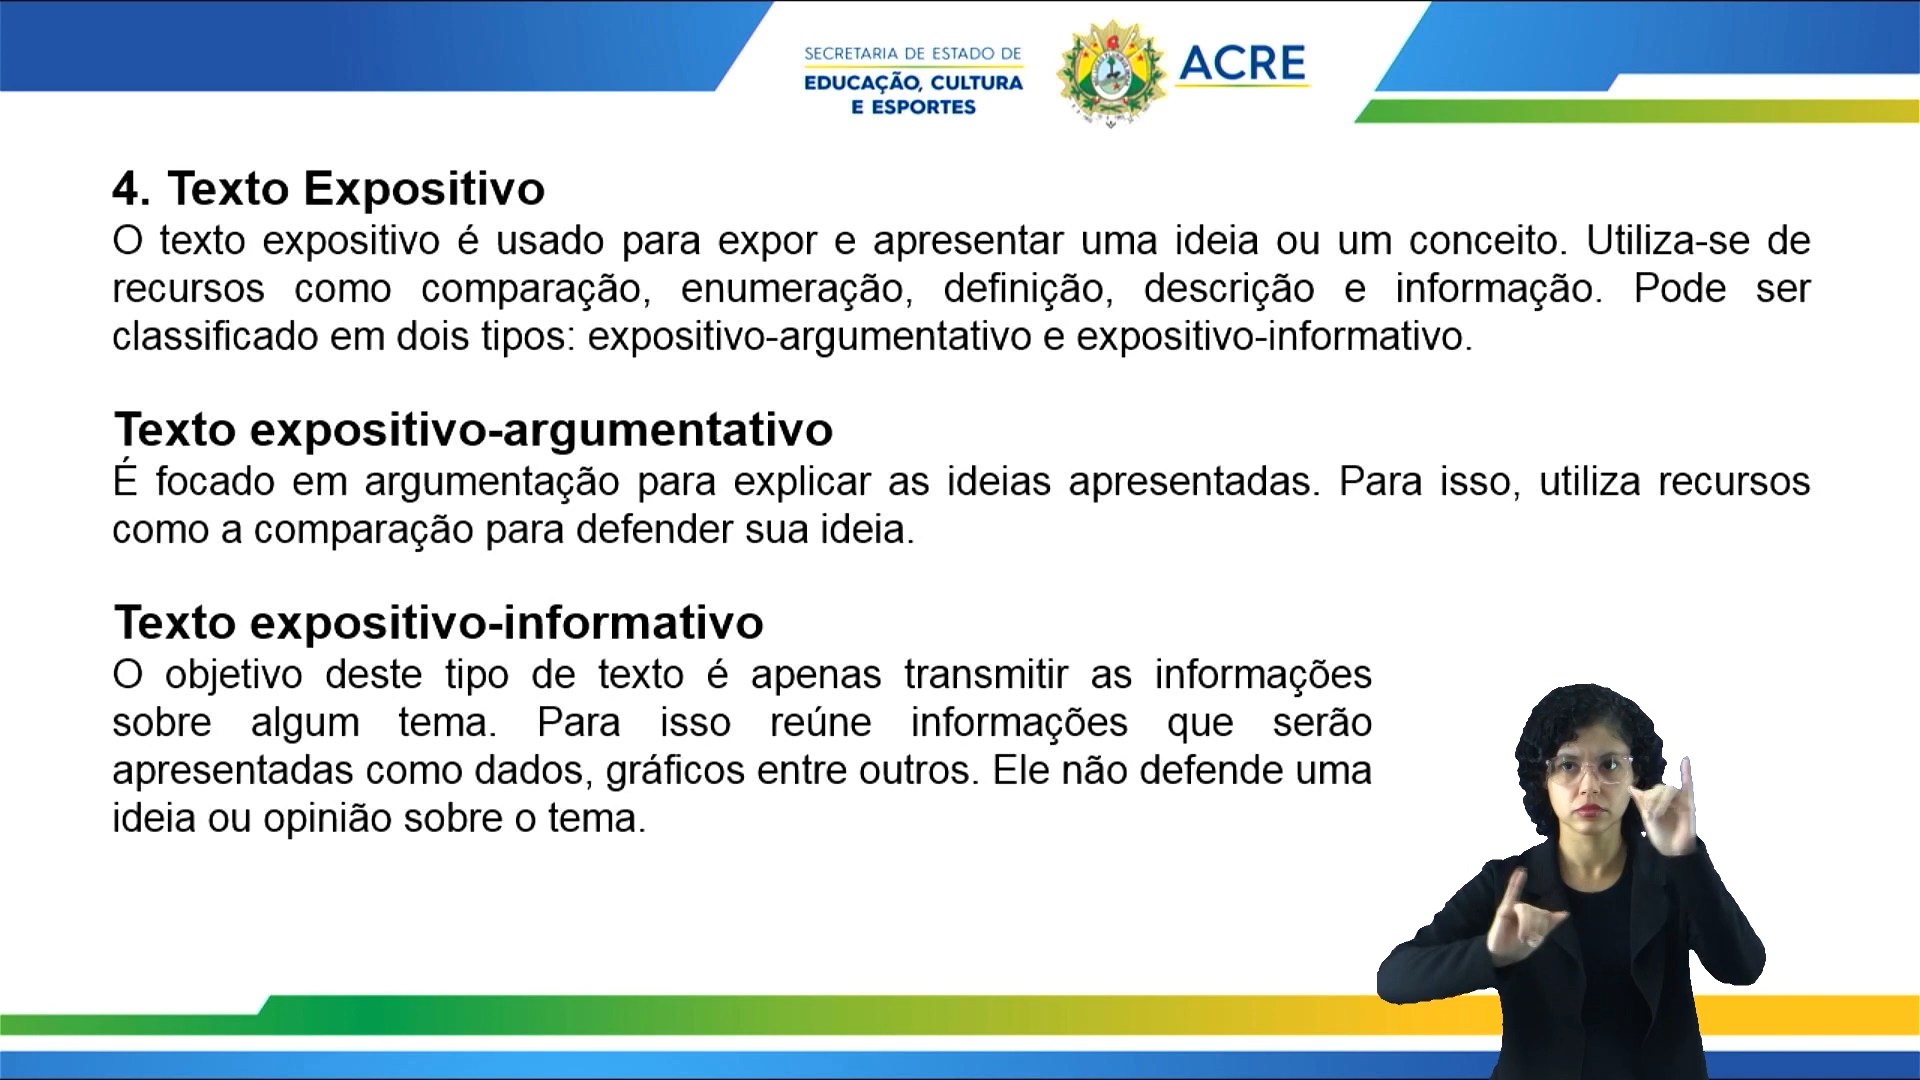 SECRETARIA DE ESTADO DE
EDUCAÇÃO, CULTURA
E ESPORTES
ACRE
4. Texto Expositivo
O texto expositivo é usado para expor e apresentar uma ideia ou um conceito. Utiliza-se de
recursos como comparação, enumeração, definição, descrição e informação. Pode ser
classificado em dois tipos: expositivo-argumentativo e expositivo-informativo.
Texto expositivo-argumentativo
É focado em argumentação para explicar as ideias apresentadas. Para isso, utiliza recursos
como a comparação para defender sua ideia.
Texto expositivo-informativo
O objetivo deste tipo de texto é apenas transmitir as informações
sobre algum tema. Para isso reúne informações que serão
apresentadas como dados, gráficos entre outros. Ele não defende uma
ideia ou opinião sobre o tema.